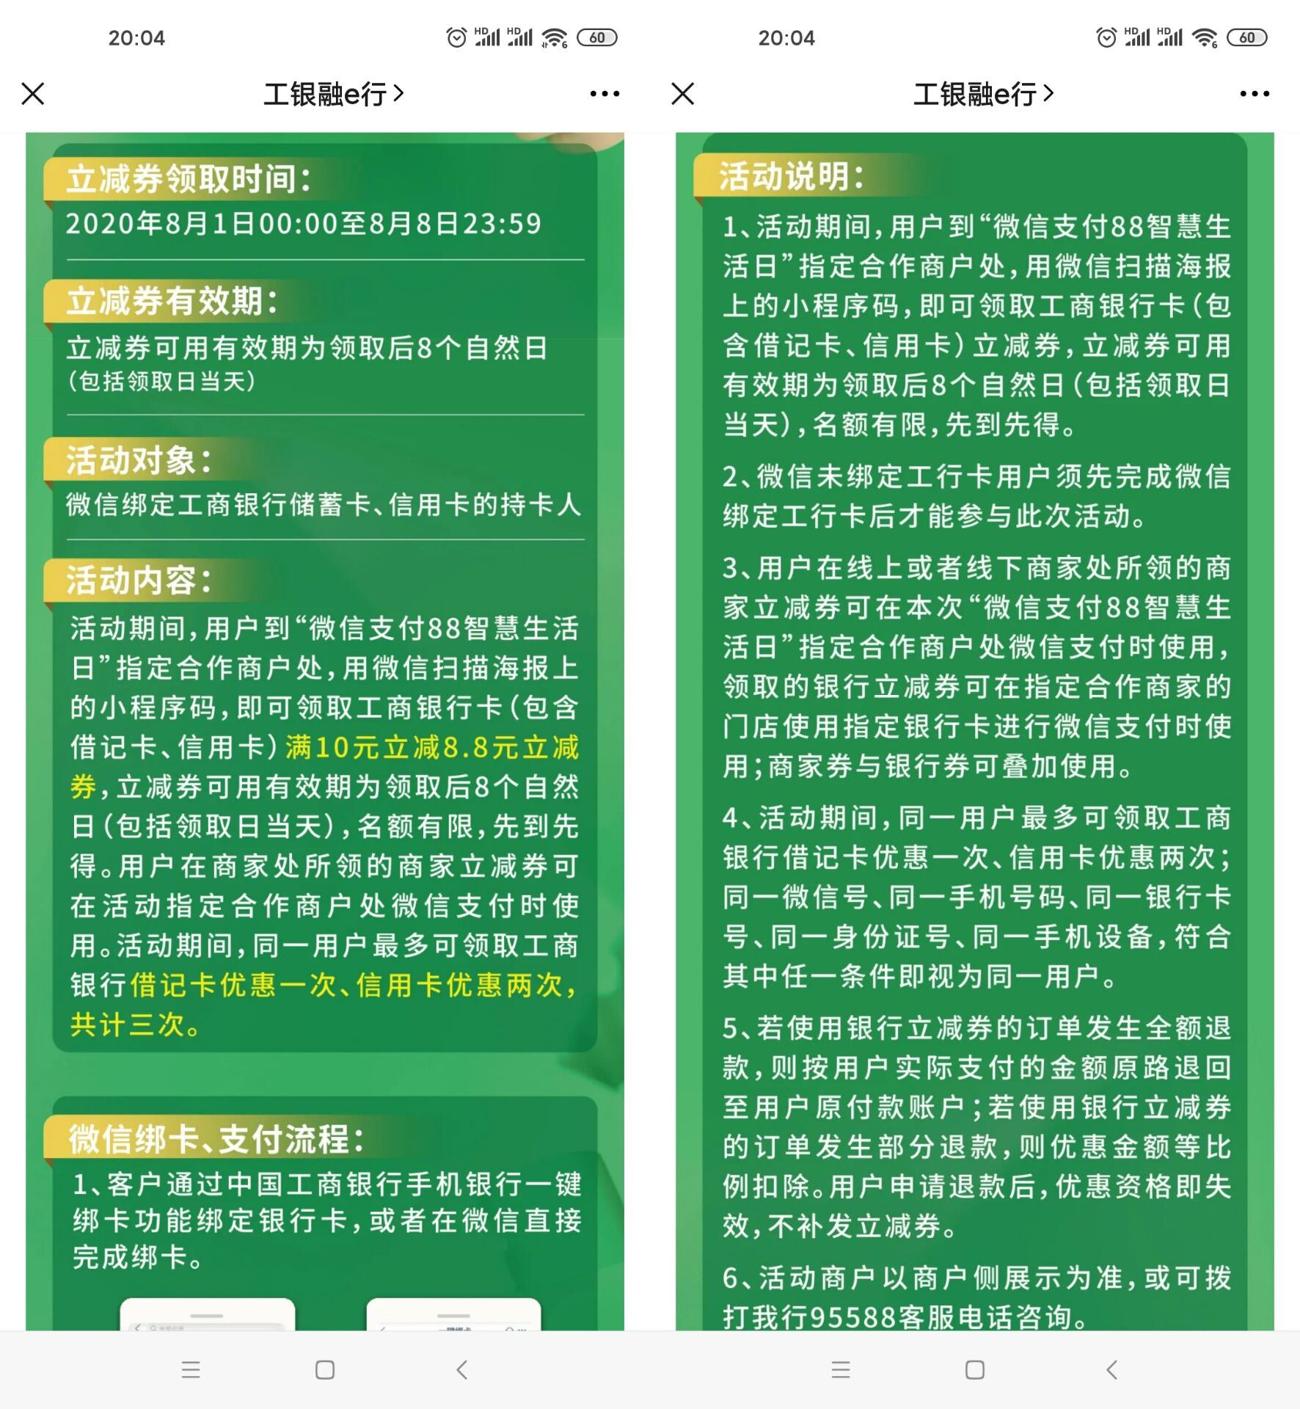 20:04
HD HD 6 60
工银融e行
立减券领取时间：
2020年8月1日00:00至8月8日23:59
立减券有效期：
立减券可用有效期为领取后8个自然日
（包括领取日当天）
活动对象：
微信绑定工商银行储蓄卡、信用卡的持卡人
活动内容：
活动期间，用户到“微信支付88智慧生活
日”指定合作商户处，用微信扫描海报上
的小程序码，即可领取工商银行卡（包含
借记卡、信用卡）满10元立减8.8元立减
券，立减券可用有效期为领取后8个自然
日（包括领取日当天），名额有限，先到先
得。用户在商家处所领的商家立减券可
在活动指定合作商户处微信支付时使
用。活动期间，同一用户最多可领取工商
银行借记卡优惠一次、信用卡优惠两次，
共计三次。
微信绑卡、支付流程：
1、客户通过中国工商银行手机银行一键
绑卡功能绑定银行卡，或者在微信直接
完成绑卡。
20:04
HD HD 6 60
工银融e行
活动说明：
1、活动期间，用户到“微信支付88智慧生
活日”指定合作商户处，用微信扫描海报
上的小程序码，即可领取工商银行卡（包
含借记卡、信用卡）立减券，立减券可用
有效期为领取后8个自然日（包括领取日
当天），名额有限，先到先得。
2、微信未绑定工行卡用户须先完成微信
绑定工行卡后才能参与此次活动。
3、用户在线上或者线下商家处所领的商
家立减券可在本次“微信支付88智慧生
活日”指定合作商户处微信支付时使用，
领取的银行立减券可在指定合作商家的
门店使用指定银行卡进行微信支付时使
用；商家券与银行券可叠加使用。
4、活动期间，同一用户最多可领取工商
银行借记卡优惠一次、信用卡优惠两次；
同一微信号、同一手机号码、同一银行卡
号、同一身份证号、同一手机设备，符合
其中任一条件即视为同一用户。
5、若使用银行立减券的订单发生全额退
款，则按用户实际支付的金额原路退回
至用户原付款账户；若使用银行立减券
的订单发生部分退款，则优惠金额等比
例扣除。用户申请退款后，优惠资格即失
效，不补发立减券。
6、活动商户以商户侧展示为准，或可拨
打我行95588客服电话咨询。